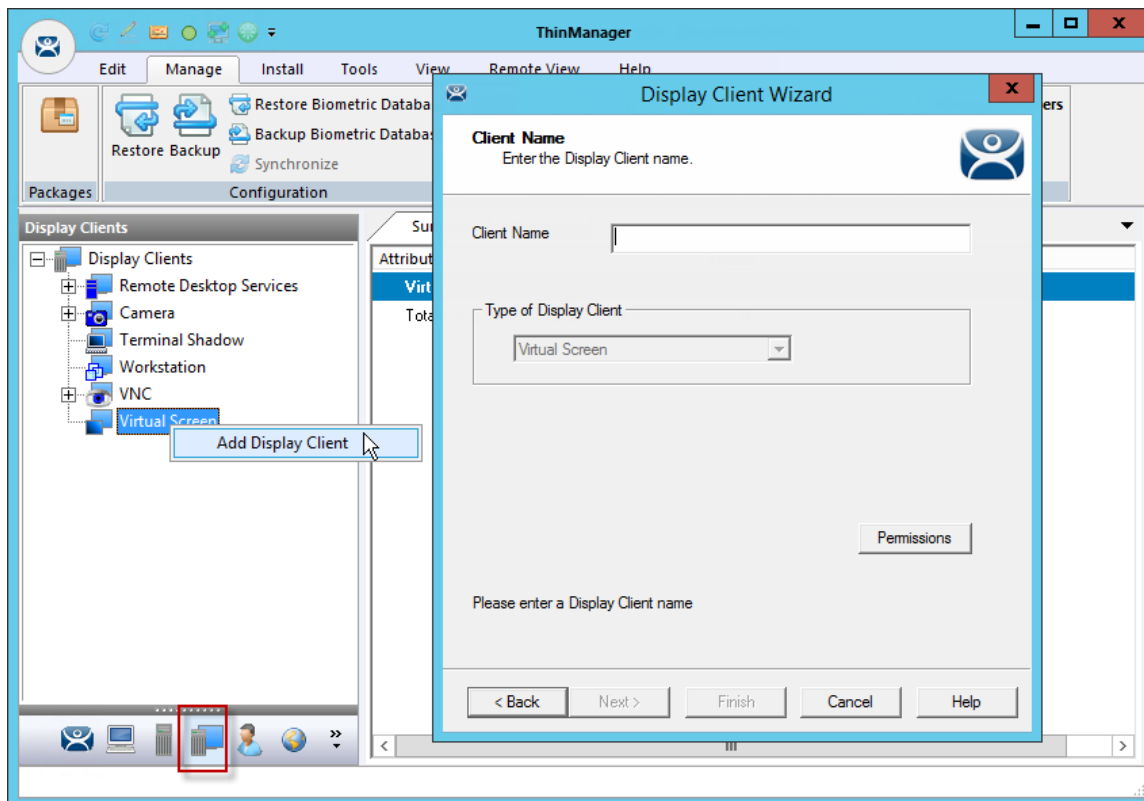 ThinManager
Edit Manage Install Tools View Remote View Help
Restore Backup
Restore Biometric Databa
Backup Biometric Databas
Synchronize
ers
Packages
Configuration
Display Clients
Display Clients
Remote Desktop Services
Camera
Terminal Shadow
Workstation
VNC
Virtual Screen
Add Display Client
Attribut
Virt
Tota
Display Client Wizard
Client Name
Enter the Display Client name.
Client Name
Type of Display Client
Virtual Screen
Permissions
Please enter a Display Client name
< Back Next > Finish Cancel Help